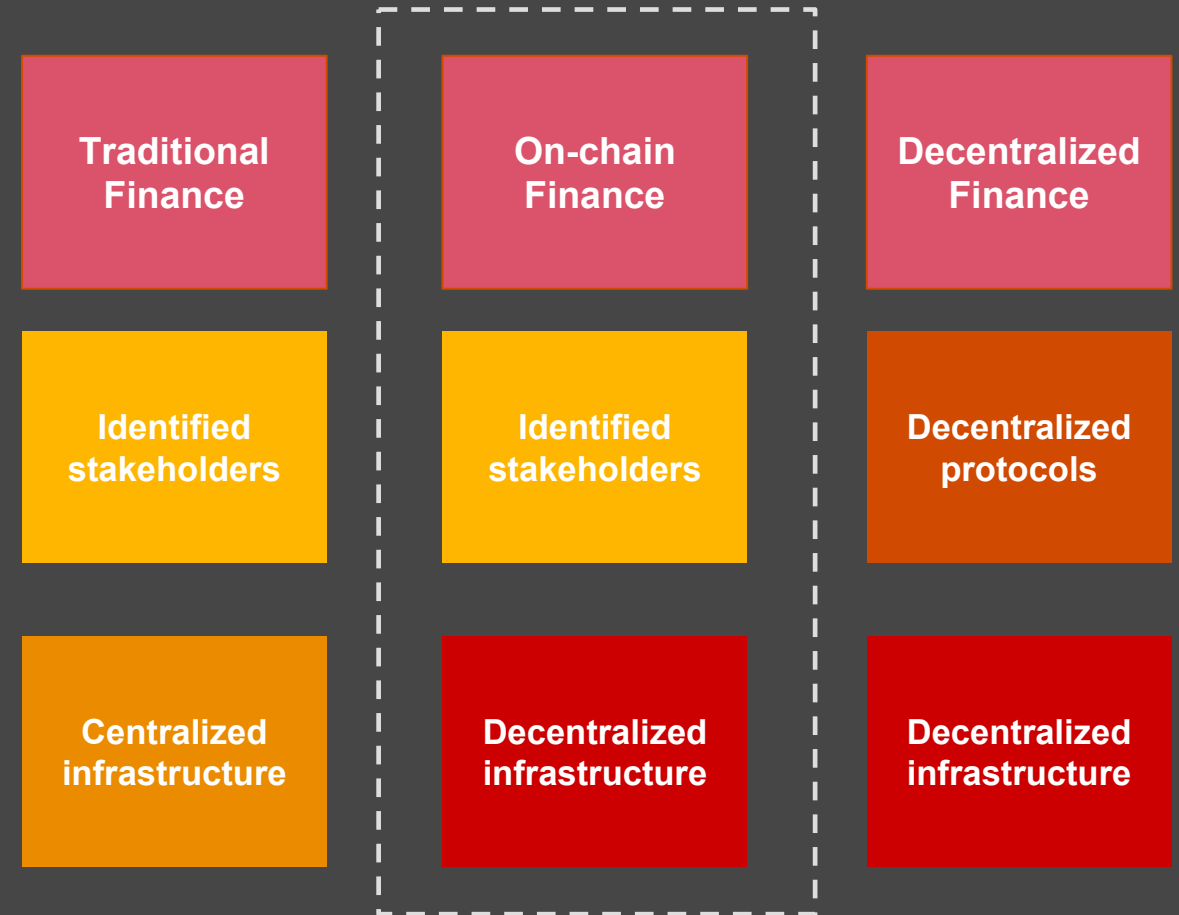 Traditional
Finance
On-chain
Finance
Decentralized
Finance
Identified
stakeholders
Identified
stakeholders
Decentralized
protocols
Centralized
infrastructure
Decentralized
infrastructure
Decentralized
infrastructure